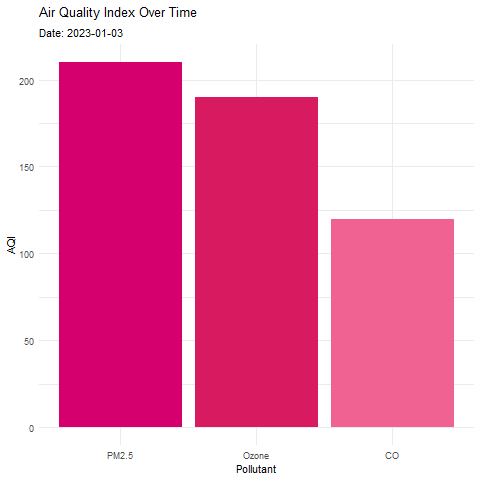 Air Quality Index Over Time
Date: 2023-01-03
AQI
200
150
100
50
0
PM2.5 Ozone CO
Pollutant